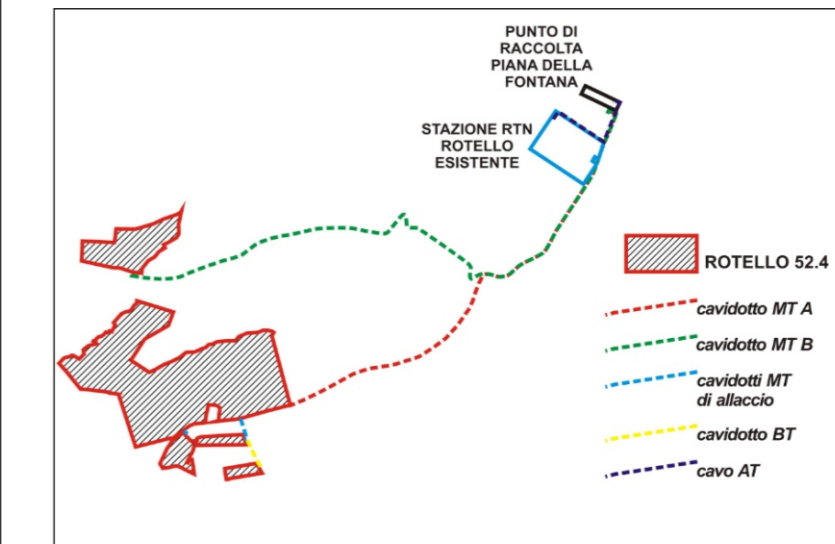 PUNTO DI
RACCOLTA
PIANA DELLA
FONTANA
STAZIONE RTN
ROTELLO
ESISTENTE
ROTELLO 52.4
cavidotto MT A
cavidotto MT B
cavidotti MT
di allaccio
cavidotto BT
cavo AT